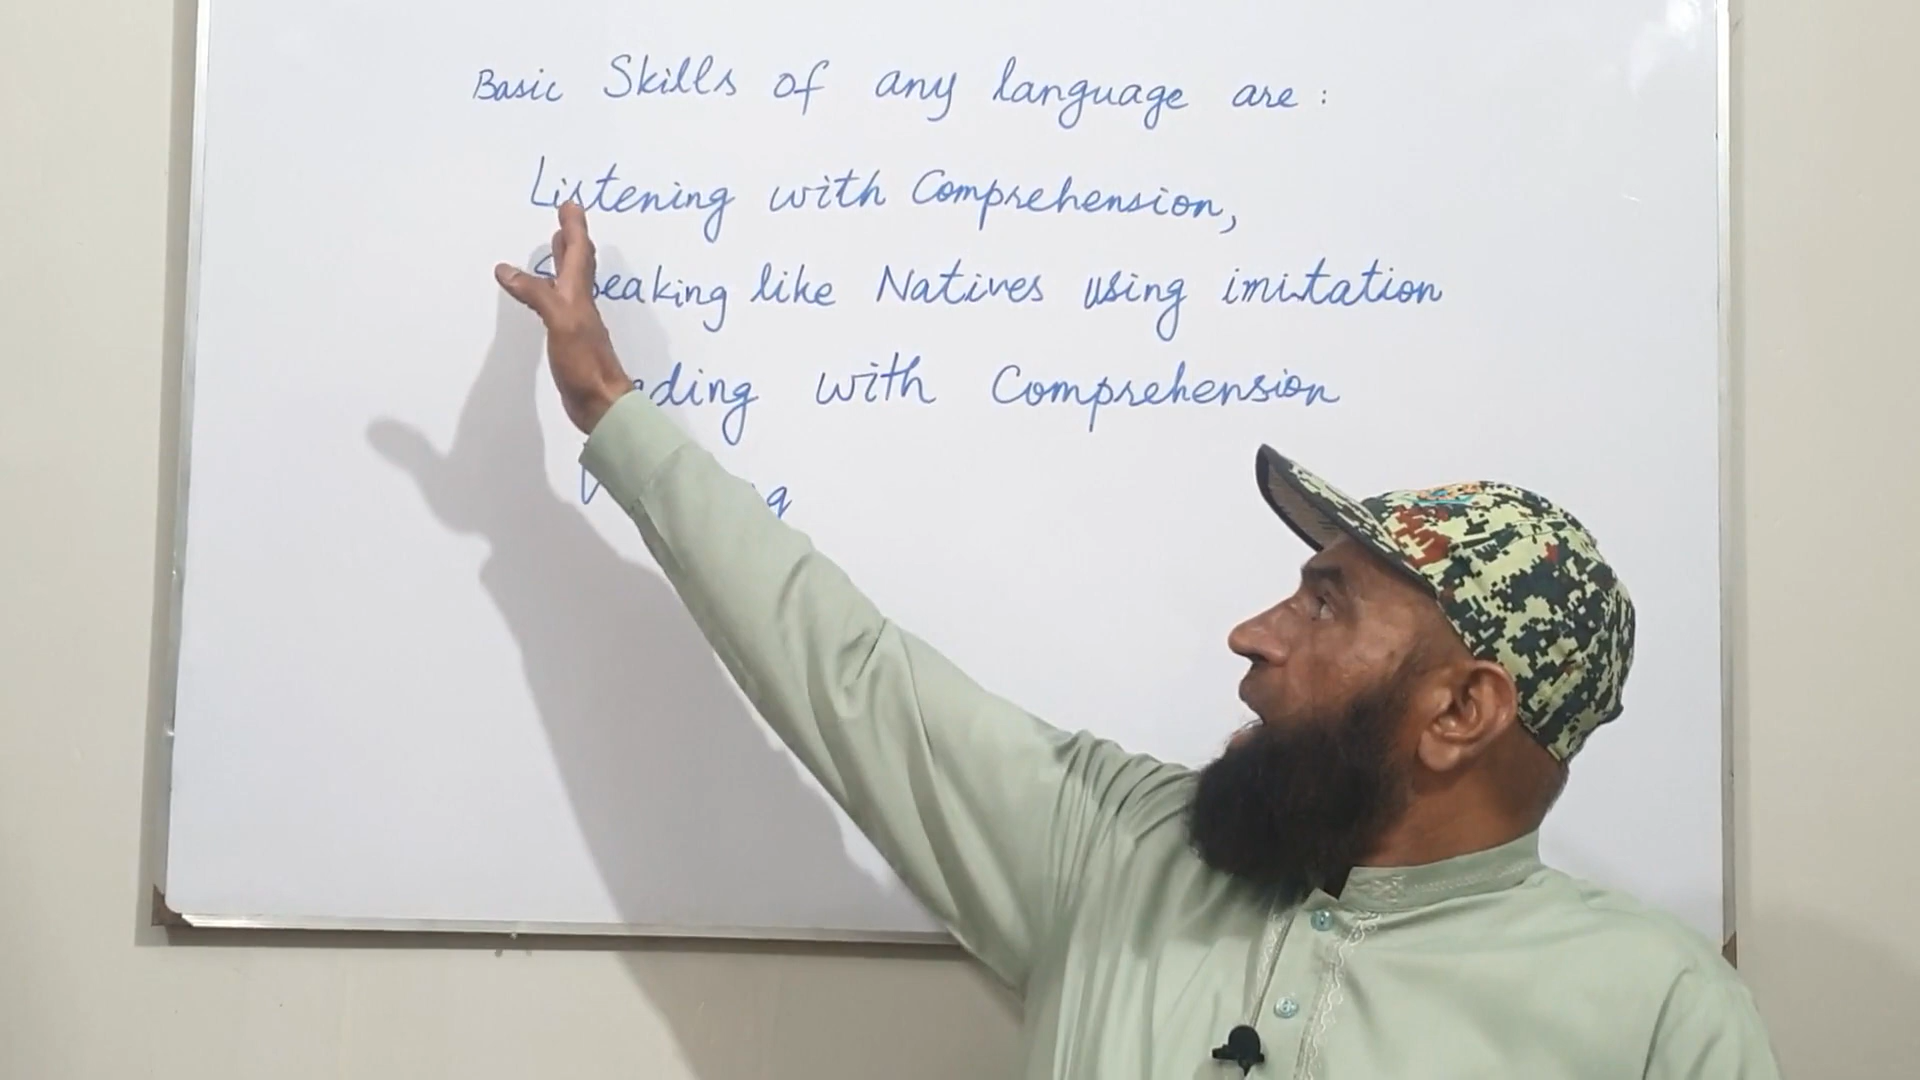 Basic Skills of any language are :
Listening with Comprehension,
Speaking like Natives using imitation
with Comprehension